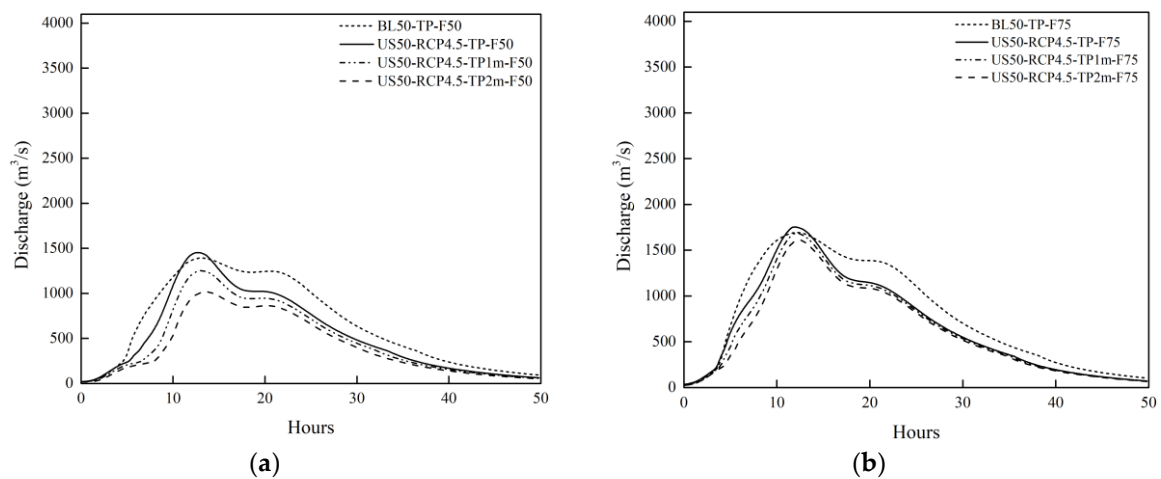 4000
3500
3000
2500
2000
1500
1000
500
0
Discharge (m³/s)
BL50-TP-F50
US50-RCP4.5-TP-F50
US50-RCP4.5-TP1m-F50
US50-RCP4.5-TP2m-F50
0 10 20 30 40 50
Hours
(a)
4000
3500
3000
2500
2000
1500
1000
500
0
Discharge (m³/s)
BL50-TP-F75
US50-RCP4.5-TP-F75
US50-RCP4.5-TP1m-F75
US50-RCP4.5-TP2m-F75
0 10 20 30 40 50
Hours
(b)